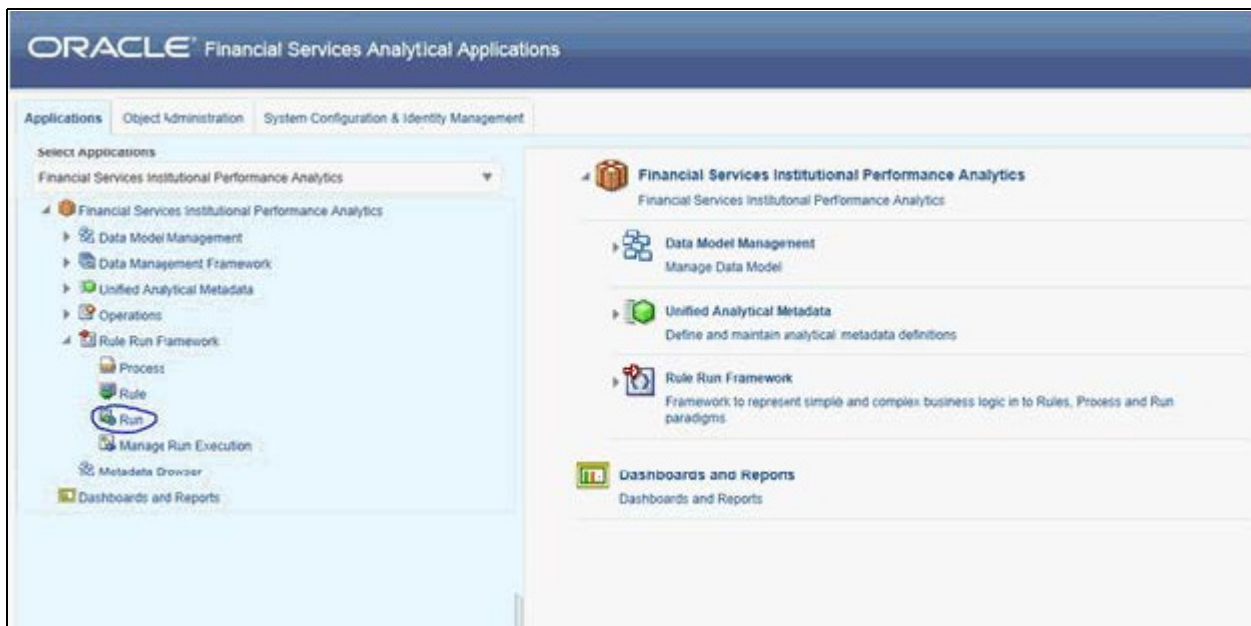 ORACLE® Financial Services Analytical Applications
Applications
Object Administration
System Configuration & Identity Management
Select Applications
Financial Services Institutional Performance Analytics
Financial Services Institutional Performance Analytics
Data Model Management
Data Management Framework
Unified Analytical Metadata
Operations
Rule Run Framework
Process
Rule
Run
Manage Run Execution
Metadata Browser
Dashboards and Reports
Financial Services Institutional Performance Analytics
Financial Services Institutional Performance Analytics
Data Model Management
Manage Data Model
Unified Analytical Metadata
Define and maintain analytical metadata definitions
Rule Run Framework
Framework to represent simple and complex business logic in to Rules, Process and Run
paradigms
Dashboards and Reports
Dashboards and Reports